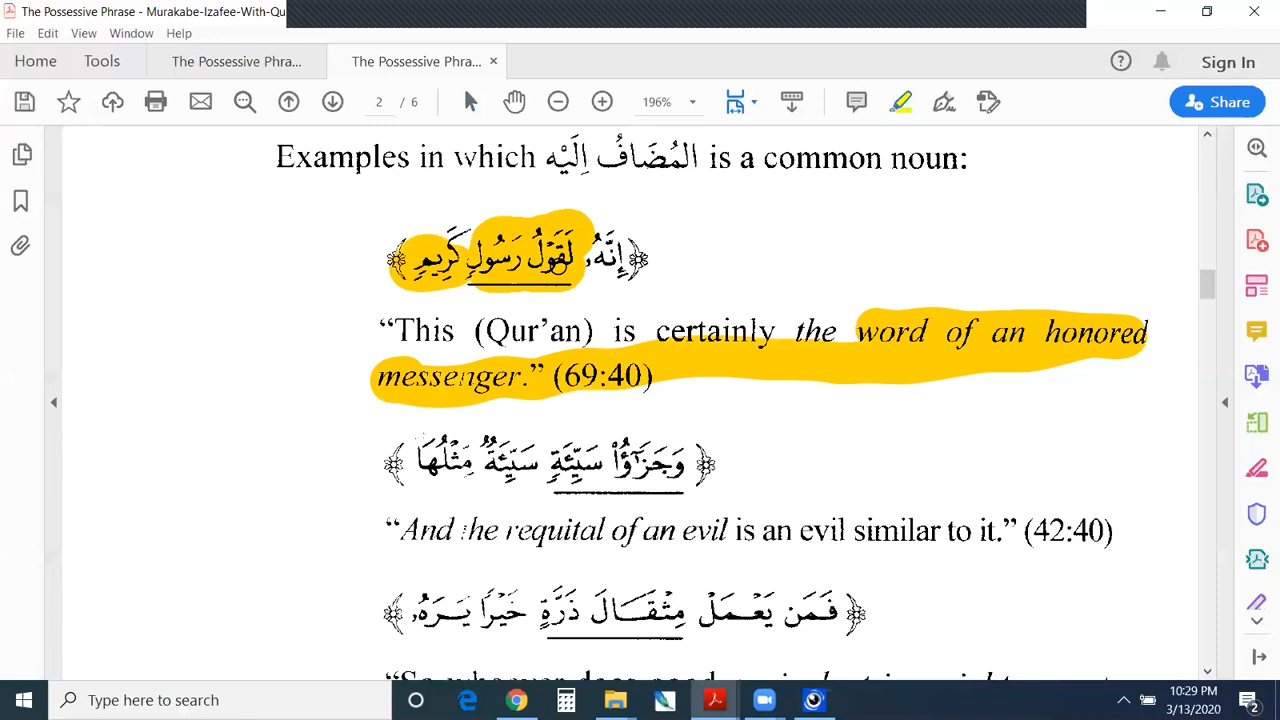 The Possessive Phrase - Murakabe-Izafee-With-Qu
File Edit View Window Help
Home Tools The Possessive Phra... The Possessive Phra... × Sign In
2 / 6 196% Share
Examples in which المُضَافُ اِلَيْه is a common noun:
﴿إِنَّهُۥ لَقَوْلُ رَسُولٍ كَرِيمٍ﴾
“This (Qur’an) is certainly the word of an honored
messenger.” (69:40)
﴿وَجَزَٰٓؤُا۟ سَيِّئَةٍ سَيِّئَةٌ مِّثْلُهَا﴾
“And the requital of an evil is an evil similar to it.” (42:40)
﴿فَمَن يَعْمَلْ مِثْقَالَ ذَرَّةٍ خَيْرًا يَرَهُۥ﴾
Type here to search
10:29 PM
3/13/2020
2